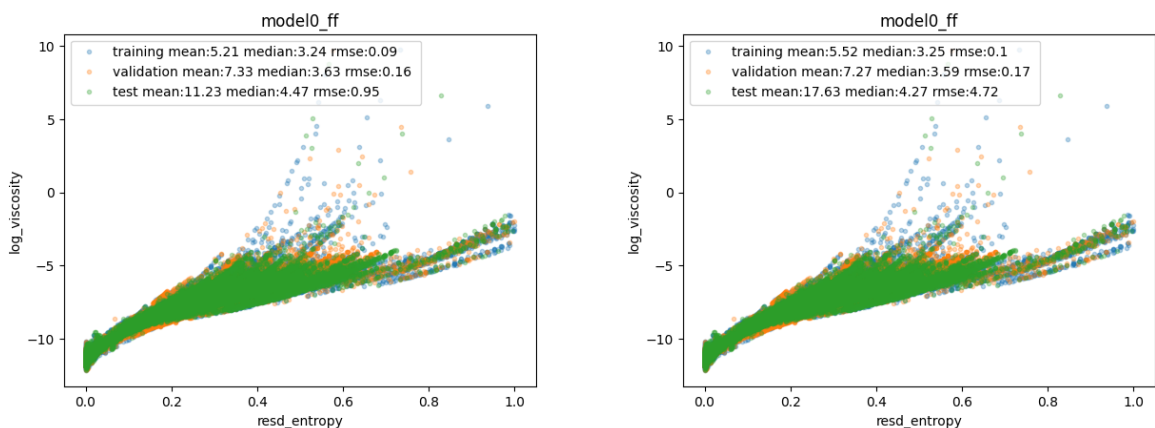 model0_ff
training mean:5.21 median:3.24 rmse:0.09
validation mean:7.33 median:3.63 rmse:0.16
test mean:11.23 median:4.47 rmse:0.95
10
5
0
−5
−10
log_viscosity
0.0 0.2 0.4 0.6 0.8 1.0
resd_entropy
model0_ff
training mean:5.52 median:3.25 rmse:0.1
validation mean:7.27 median:3.59 rmse:0.17
test mean:17.63 median:4.27 rmse:4.72
10
5
0
−5
−10
log_viscosity
0.0 0.2 0.4 0.6 0.8 1.0
resd_entropy